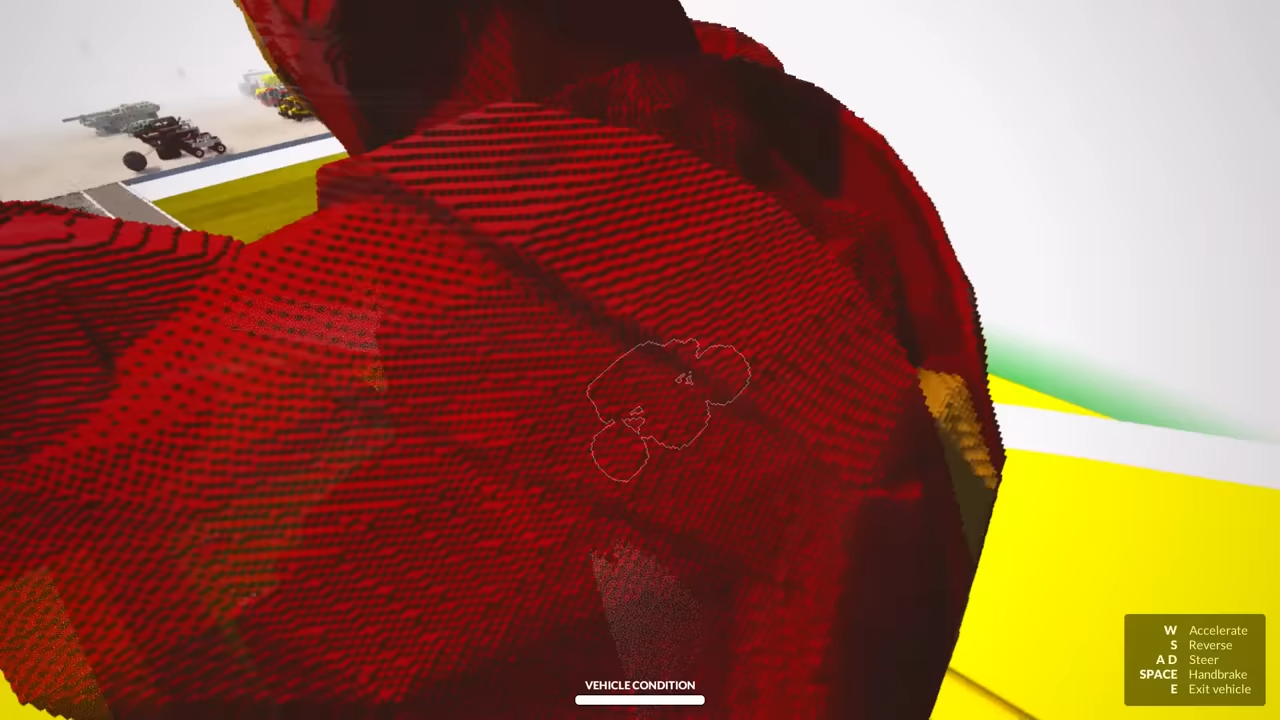 VEHICLE CONDITION
W Accelerate
S Reverse
A D Steer
SPACE Handbrake
E Exit vehicle